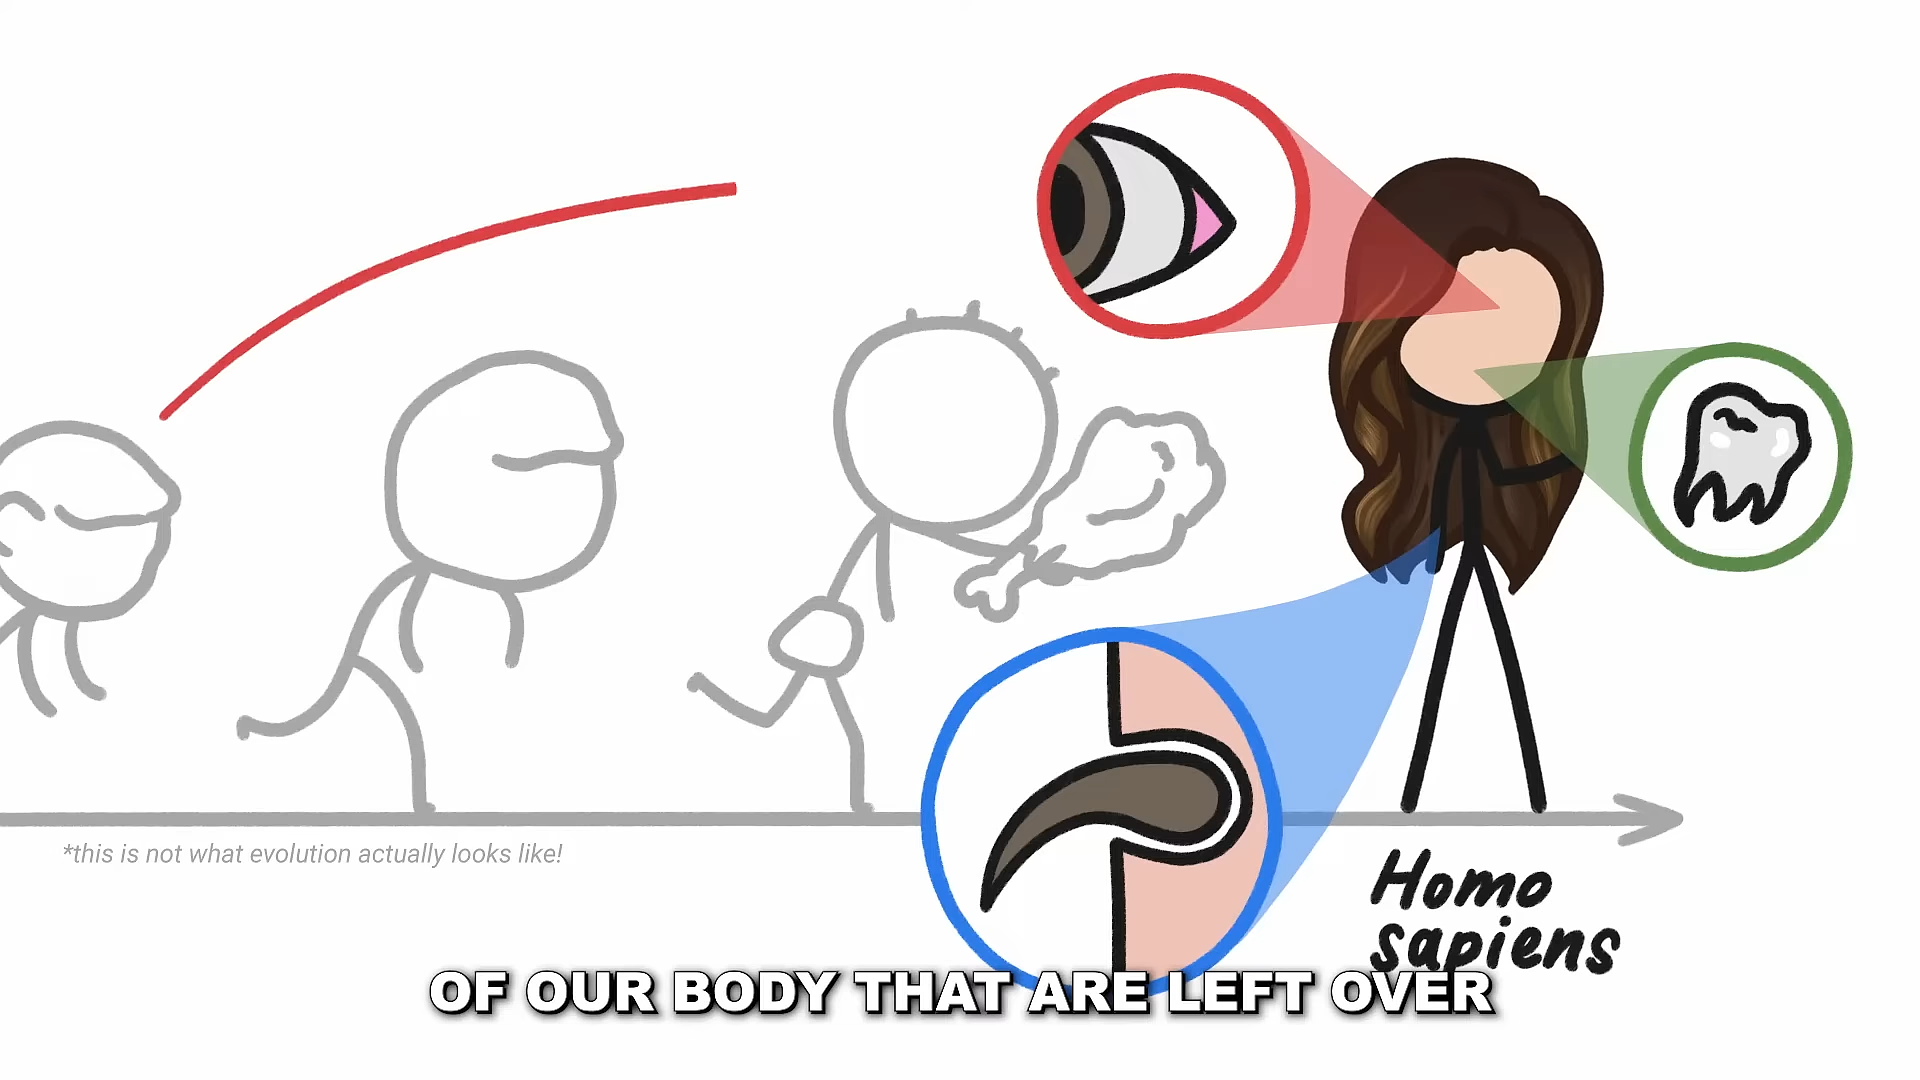 *this is not what evolution actually looks like!
Homo
sapiens
OF OUR BODY THAT ARE LEFT OVER